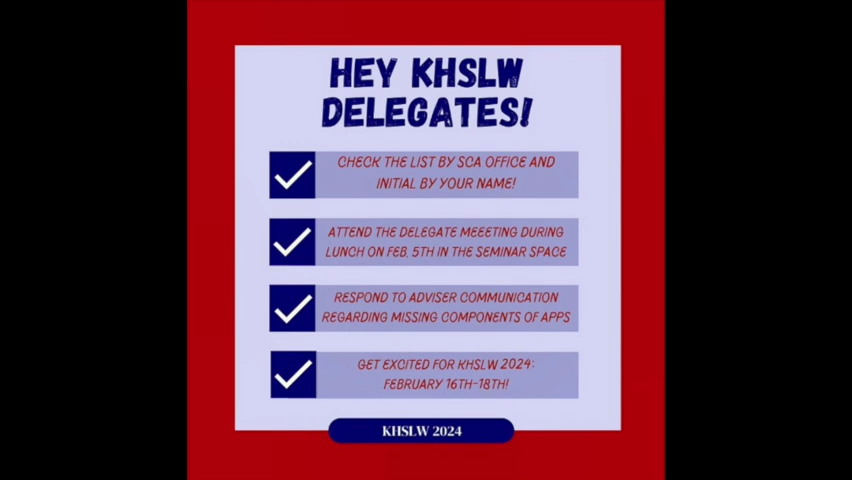 HEY KHSLW
DELEGATES!
CHECK THE LIST BY SCA OFFICE AND
INITIAL BY YOUR NAME!
ATTEND THE DELEGATE MEEETING DURING
LUNCH ON FEB. 5TH IN THE SEMINAR SPACE
RESPOND TO ADVISER COMMUNICATION
REGARDING MISSING COMPONENTS OF APPS
GET EXCITED FOR KHSLW 2024:
FEBRUARY 16TH-18TH!
KHSLW 2024